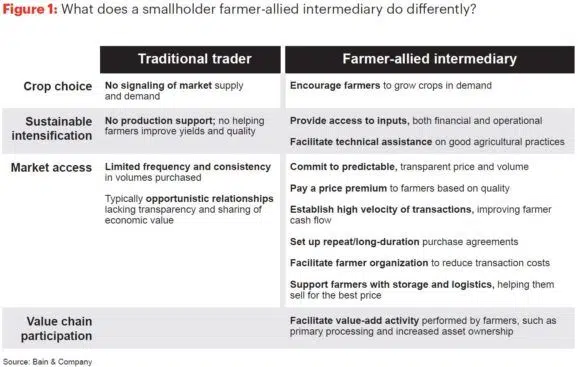 Figure 1: What does a smallholder farmer-allied intermediary do differently?
Traditional trader
Farmer-allied intermediary
Crop choice
No signaling of market supply
and demand
Encourage farmers to grow crops in demand
Sustainable
intensification
No production support; no helping
farmers improve yields and quality
Provide access to inputs, both financial and operational
Facilitate technical assistance on good agricultural practices
Market access
Limited frequency and consistency
in volumes purchased
Typically opportunistic relationships
lacking transparency and sharing of
economic value
Commit to predictable, transparent price and volume
Pay a price premium to farmers based on quality
Establish high velocity of transactions, improving farmer
cash flow
Set up repeat/long-duration purchase agreements
Facilitate farmer organization to reduce transaction costs
Support farmers with storage and logistics, helping them
sell for the best price
Value chain
participation
Facilitate value-add activity performed by farmers, such as
primary processing and increased asset ownership
Source: Bain & Company